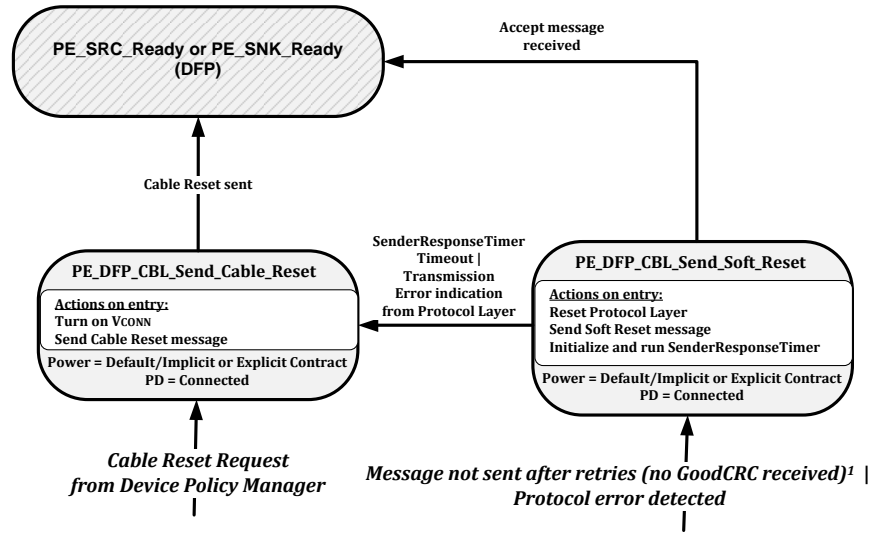 Accept message
received
PE_SRC_Ready or PE_SNK_Ready
(DFP)
Cable Reset sent
SenderResponseTimer
Timeout |
Transmission
Error indication
from Protocol Layer
PE_DFP_CBL_Send_Cable_Reset
Actions on entry:
Turn on VCONN
Send Cable Reset message
Power = Default/Implicit or Explicit Contract
PD = Connected
PE_DFP_CBL_Send_Soft_Reset
Actions on entry:
Reset Protocol Layer
Send Soft Reset message
Initialize and run SenderResponseTimer
Power = Default/Implicit or Explicit Contract
PD = Connected
Cable Reset Request
from Device Policy Manager
Message not sent after retries (no GoodCRC received)¹ |
Protocol error detected